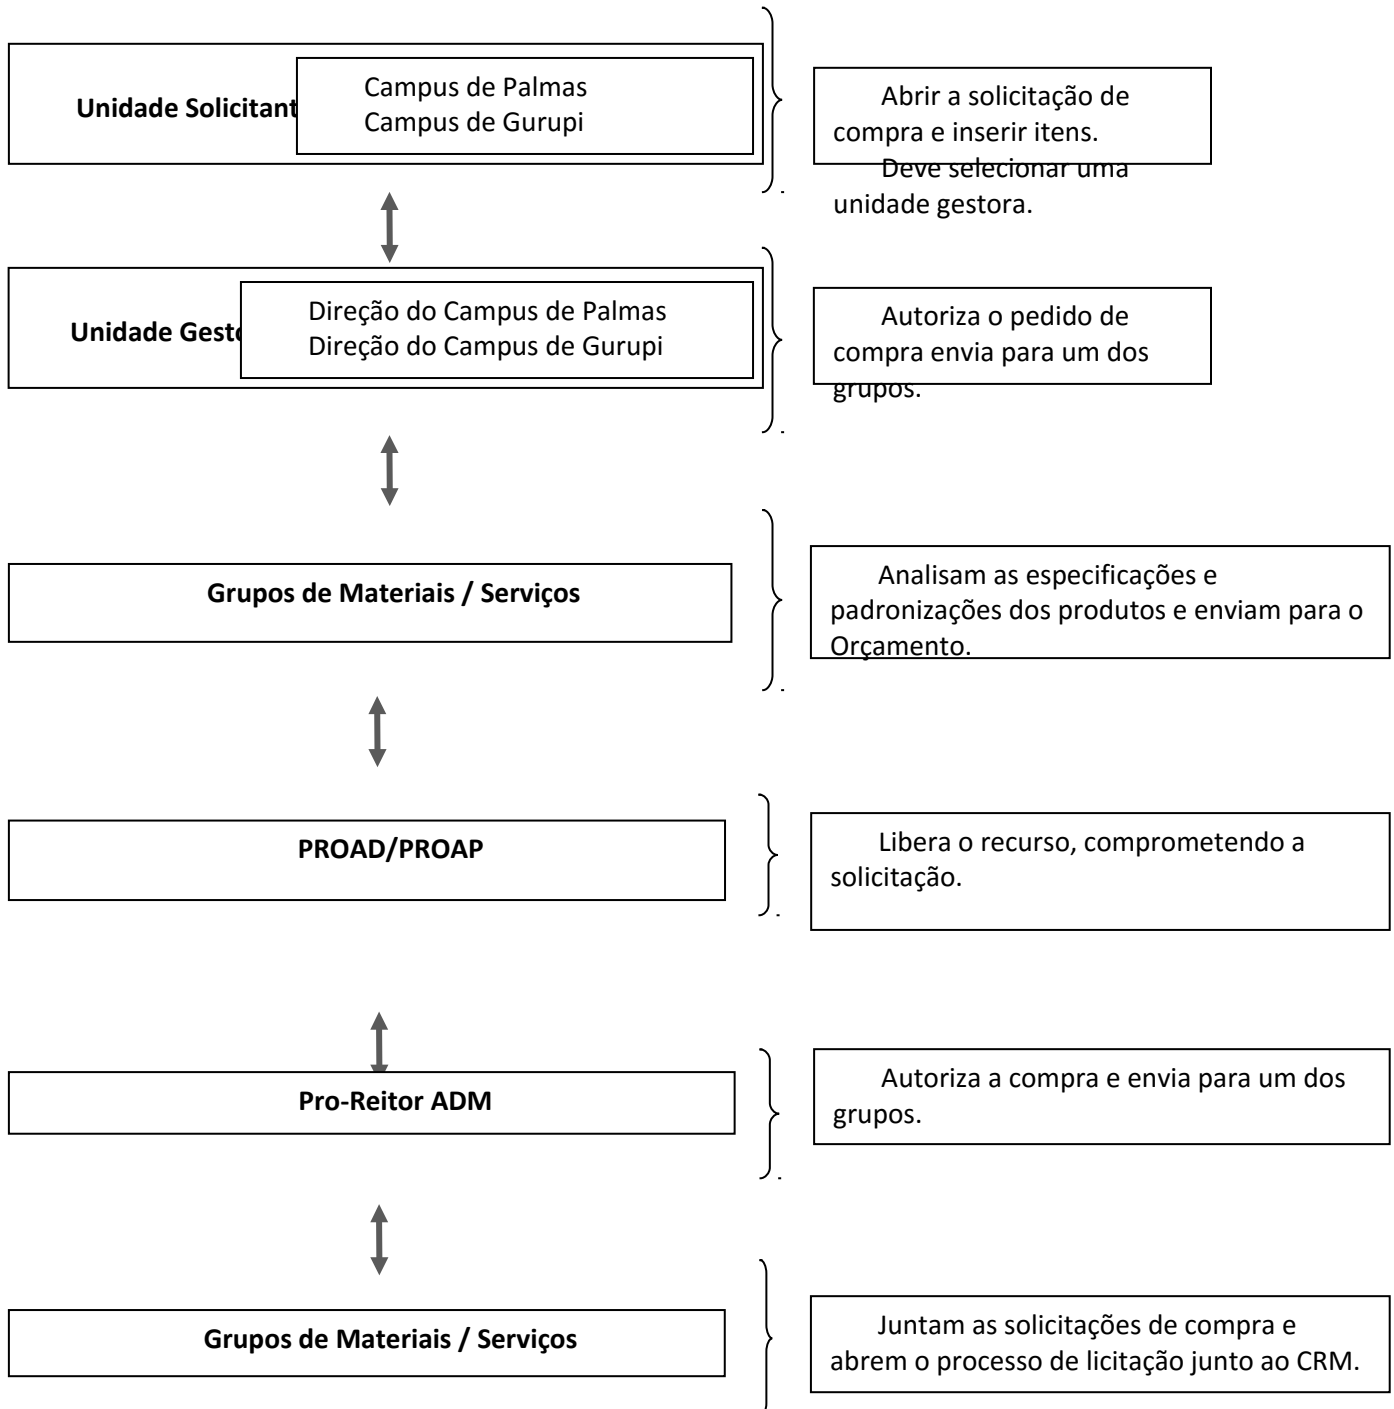 Unidade Solicitant
Campus de Palmas
Campus de Gurupi
Abrir a solicitação de
compra e inserir itens.
Deve selecionar uma
unidade gestora.
Unidade Gesto
Direção do Campus de Palmas
Direção do Campus de Gurupi
Autoriza o pedido de
compra envia para um dos
grupos.
Grupos de Materiais / Serviços
Analisam as especificações e
padronizações dos produtos e enviam para o
Orçamento.
PROAD/PROAP
Libera o recurso, comprometendo a
solicitação.
Pro-Reitor ADM
Autoriza a compra e envia para um dos
grupos.
Grupos de Materiais / Serviços
Juntam as solicitações de compra e
abrem o processo de licitação junto ao CRM.